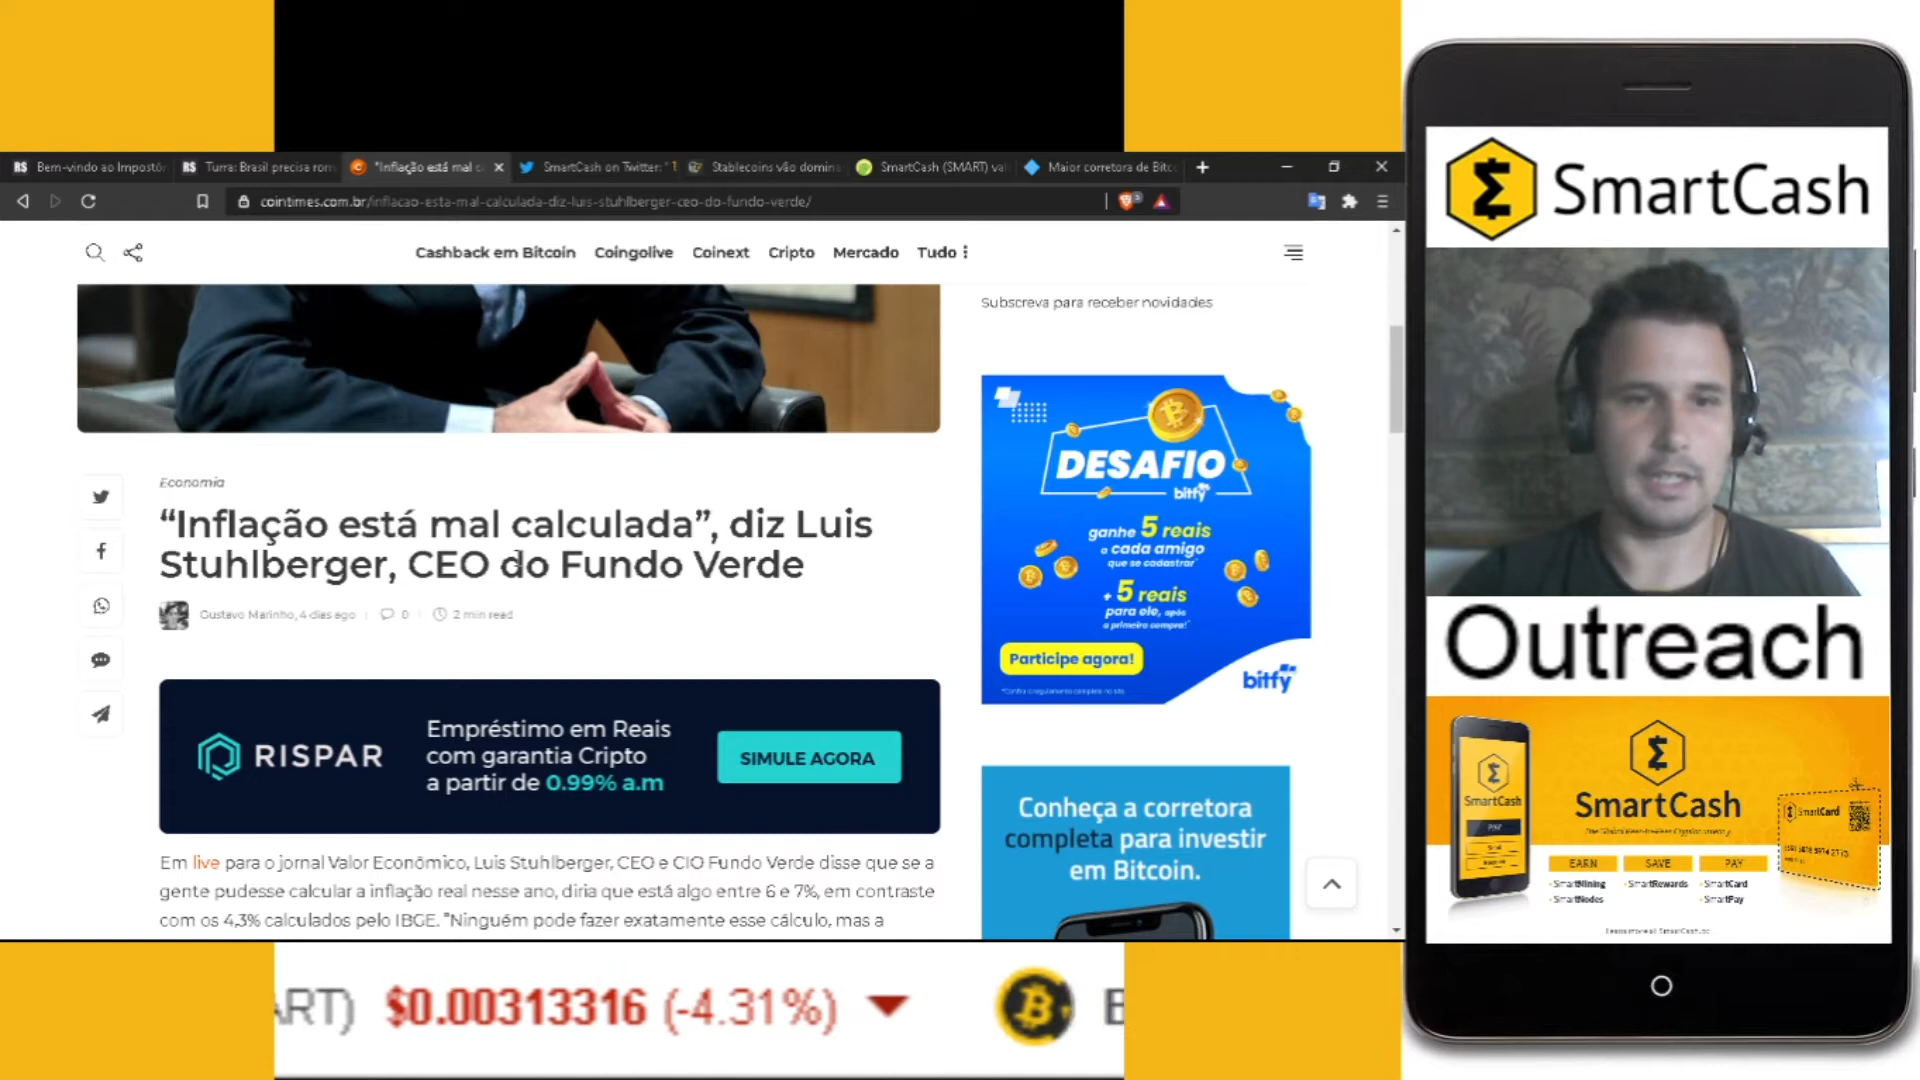 Bem-vindo ao Impostôr
Turra: Brasil precisa rom
"Inflação está mal c
SmartCash on Twitter: "
Stablecoins vão domina
SmartCash (SMART) val
Maior corretora de Bitco
cointimes.com.br/inflacao-esta-mal-calculada-diz-luis-stuhlberger-ceo-do-fundo-verde/
Cashback em Bitcoin Coingolive Coinext Cripto Mercado Tudo
Subscreva para receber novidades
DESAFIO
bitfy
ganhe 5 reais
a cada amigo
que se cadastrar*
+ 5 reais
para ele, após
a primeira compra!*
Participe agora!
bitfy
Economia
“Inflação está mal calculada”, diz Luis
Stuhlberger, CEO do Fundo Verde
Gustavo Marinho, 4 dias ago 0 2 min read
RISPAR
Empréstimo em Reais
com garantia Cripto
a partir de 0.99% a.m
SIMULE AGORA
Em live para o jornal Valor Econômico, Luis Stuhlberger, CEO e CIO Fundo Verde disse que se a
gente pudesse calcular a inflação real nesse ano, diria que está algo entre 6 e 7%, em contraste
com os 4,3% calculados pelo IBGE. "Ninguém pode fazer exatamente esse cálculo, mas a
Conheça a corretora
completa para investir
em Bitcoin.
ART) $0.00313316 (-4.31%)
SmartCash
Outreach
SmartCash
SmartCash
PAY
SmartCard
EARN SAVE PAY
SmartMining SmartRewards SmartCard
SmartNodes SmartPay